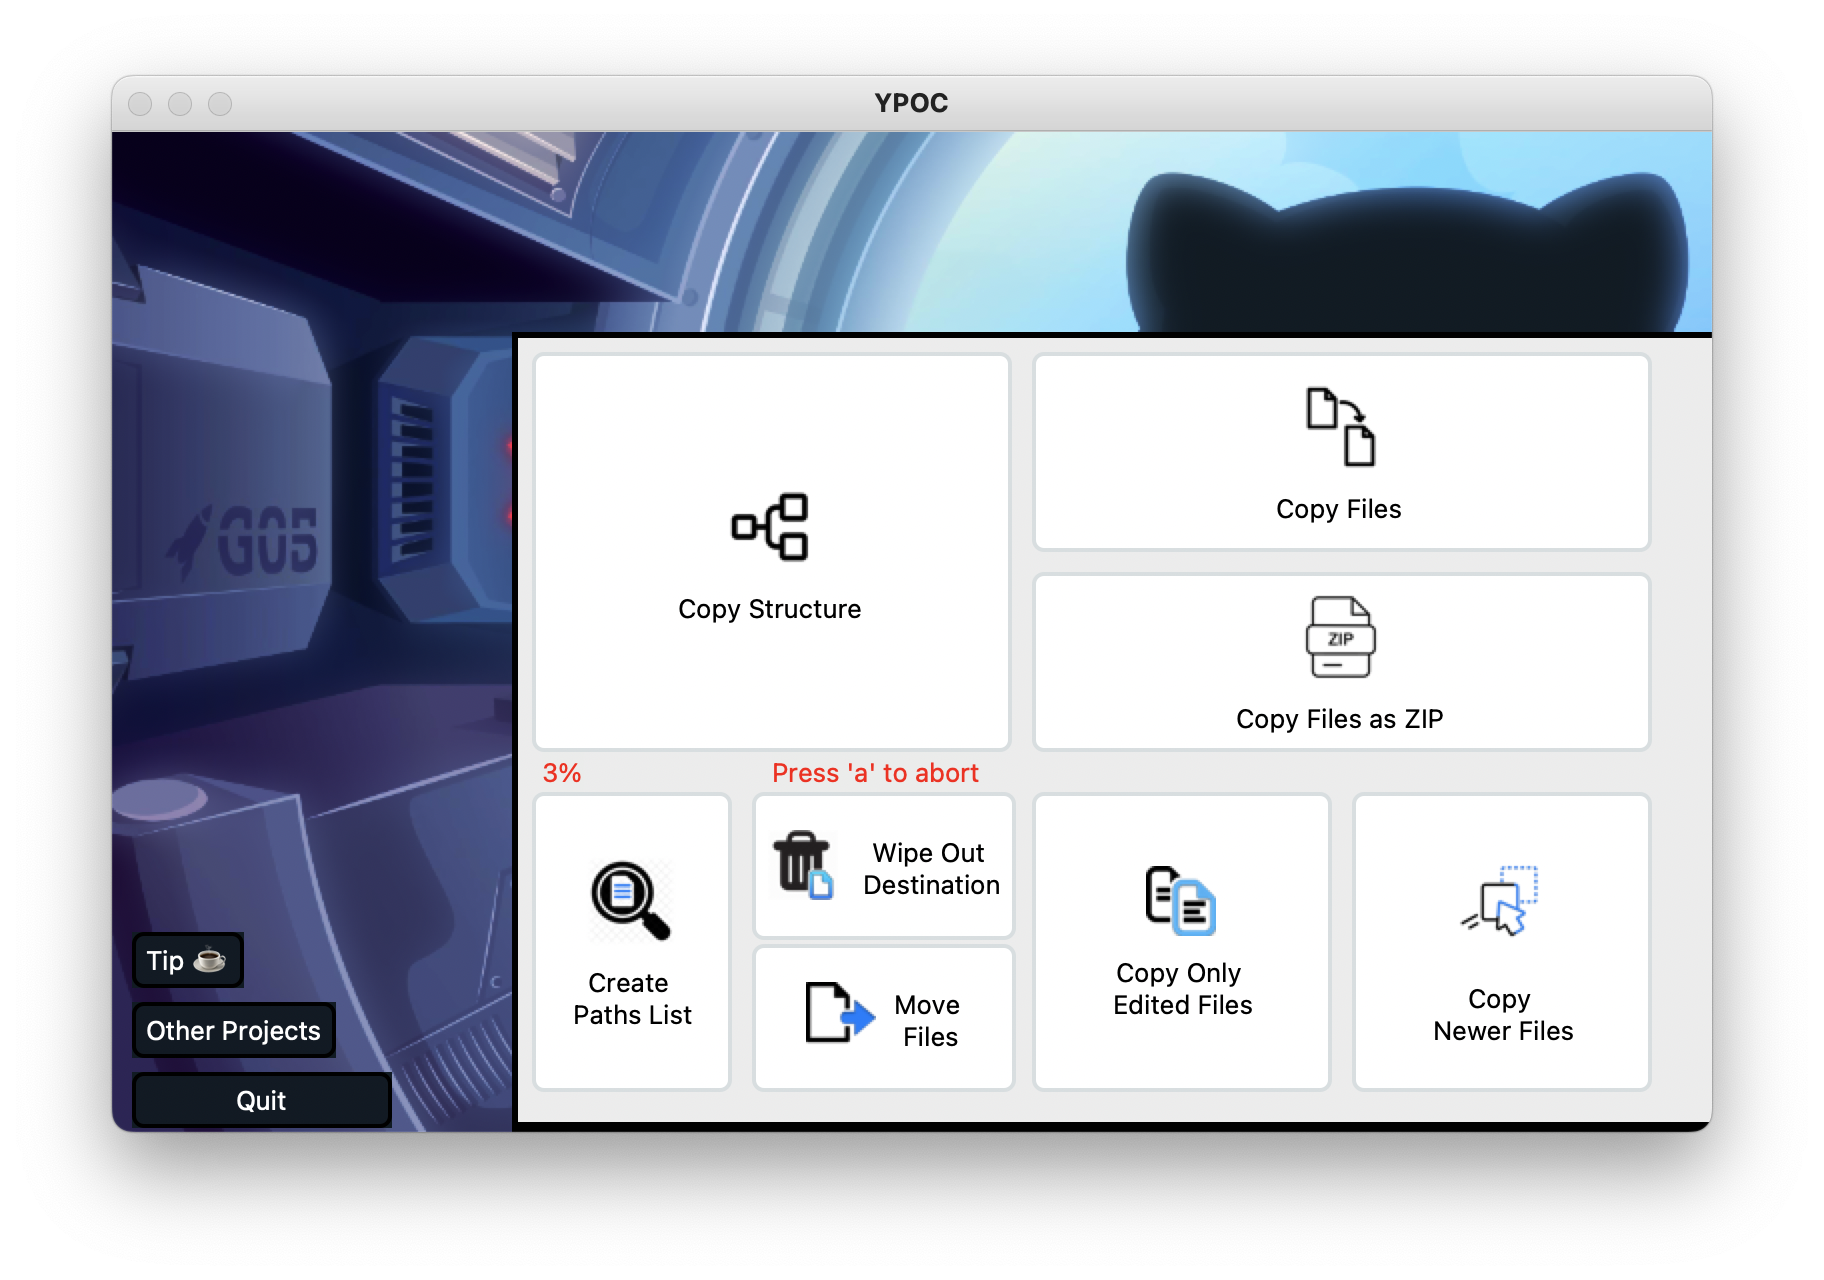 YPOC
G05
Copy Structure
Copy Files
ZIP
Copy Files as ZIP
3%
Press 'a' to abort
Create
Paths List
Wipe Out
Destination
Move
Files
Copy Only
Edited Files
Copy
Newer Files
C
Tip ☕
Other Projects
Quit